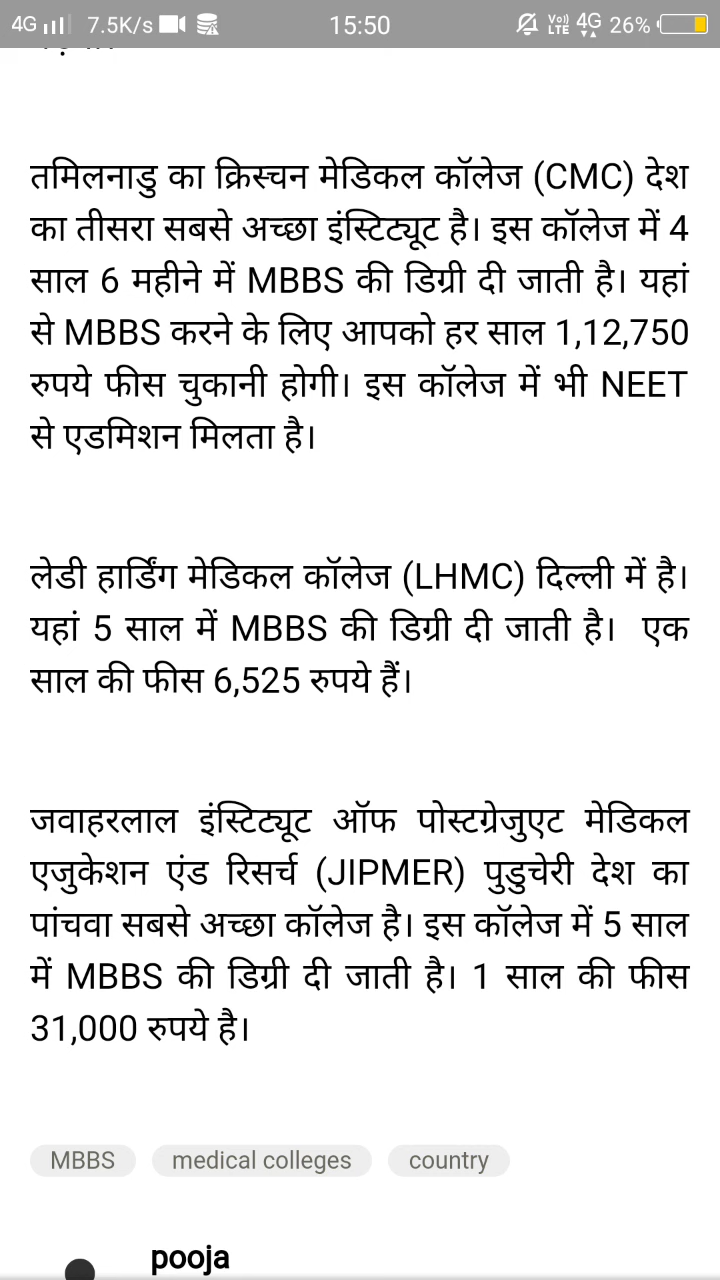 4G 7.5K/s 15:50 Vo)) LTE 4G 26%
तमिलनाडु का क्रिस्चन मेडिकल कॉलेज (CMC) देश
का तीसरा सबसे अच्छा इंस्टिट्यूट है। इस कॉलेज में 4
साल 6 महीने में MBBS की डिग्री दी जाती है। यहां
से MBBS करने के लिए आपको हर साल 1,12,750
रुपये फीस चुकानी होगी। इस कॉलेज में भी NEET
से एडमिशन मिलता है।
लेडी हार्डिंग मेडिकल कॉलेज (LHMC) दिल्ली में है।
यहां 5 साल में MBBS की डिग्री दी जाती है। एक
साल की फीस 6,525 रुपये हैं।
जवाहरलाल इंस्टिट्यूट ऑफ पोस्टग्रेजुएट मेडिकल
एजुकेशन एंड रिसर्च (JIPMER) पुडुचेरी देश का
पांचवा सबसे अच्छा कॉलेज है। इस कॉलेज में 5 साल
में MBBS की डिग्री दी जाती है। 1 साल की फीस
31,000 रुपये है।
MBBS medical colleges country
pooja